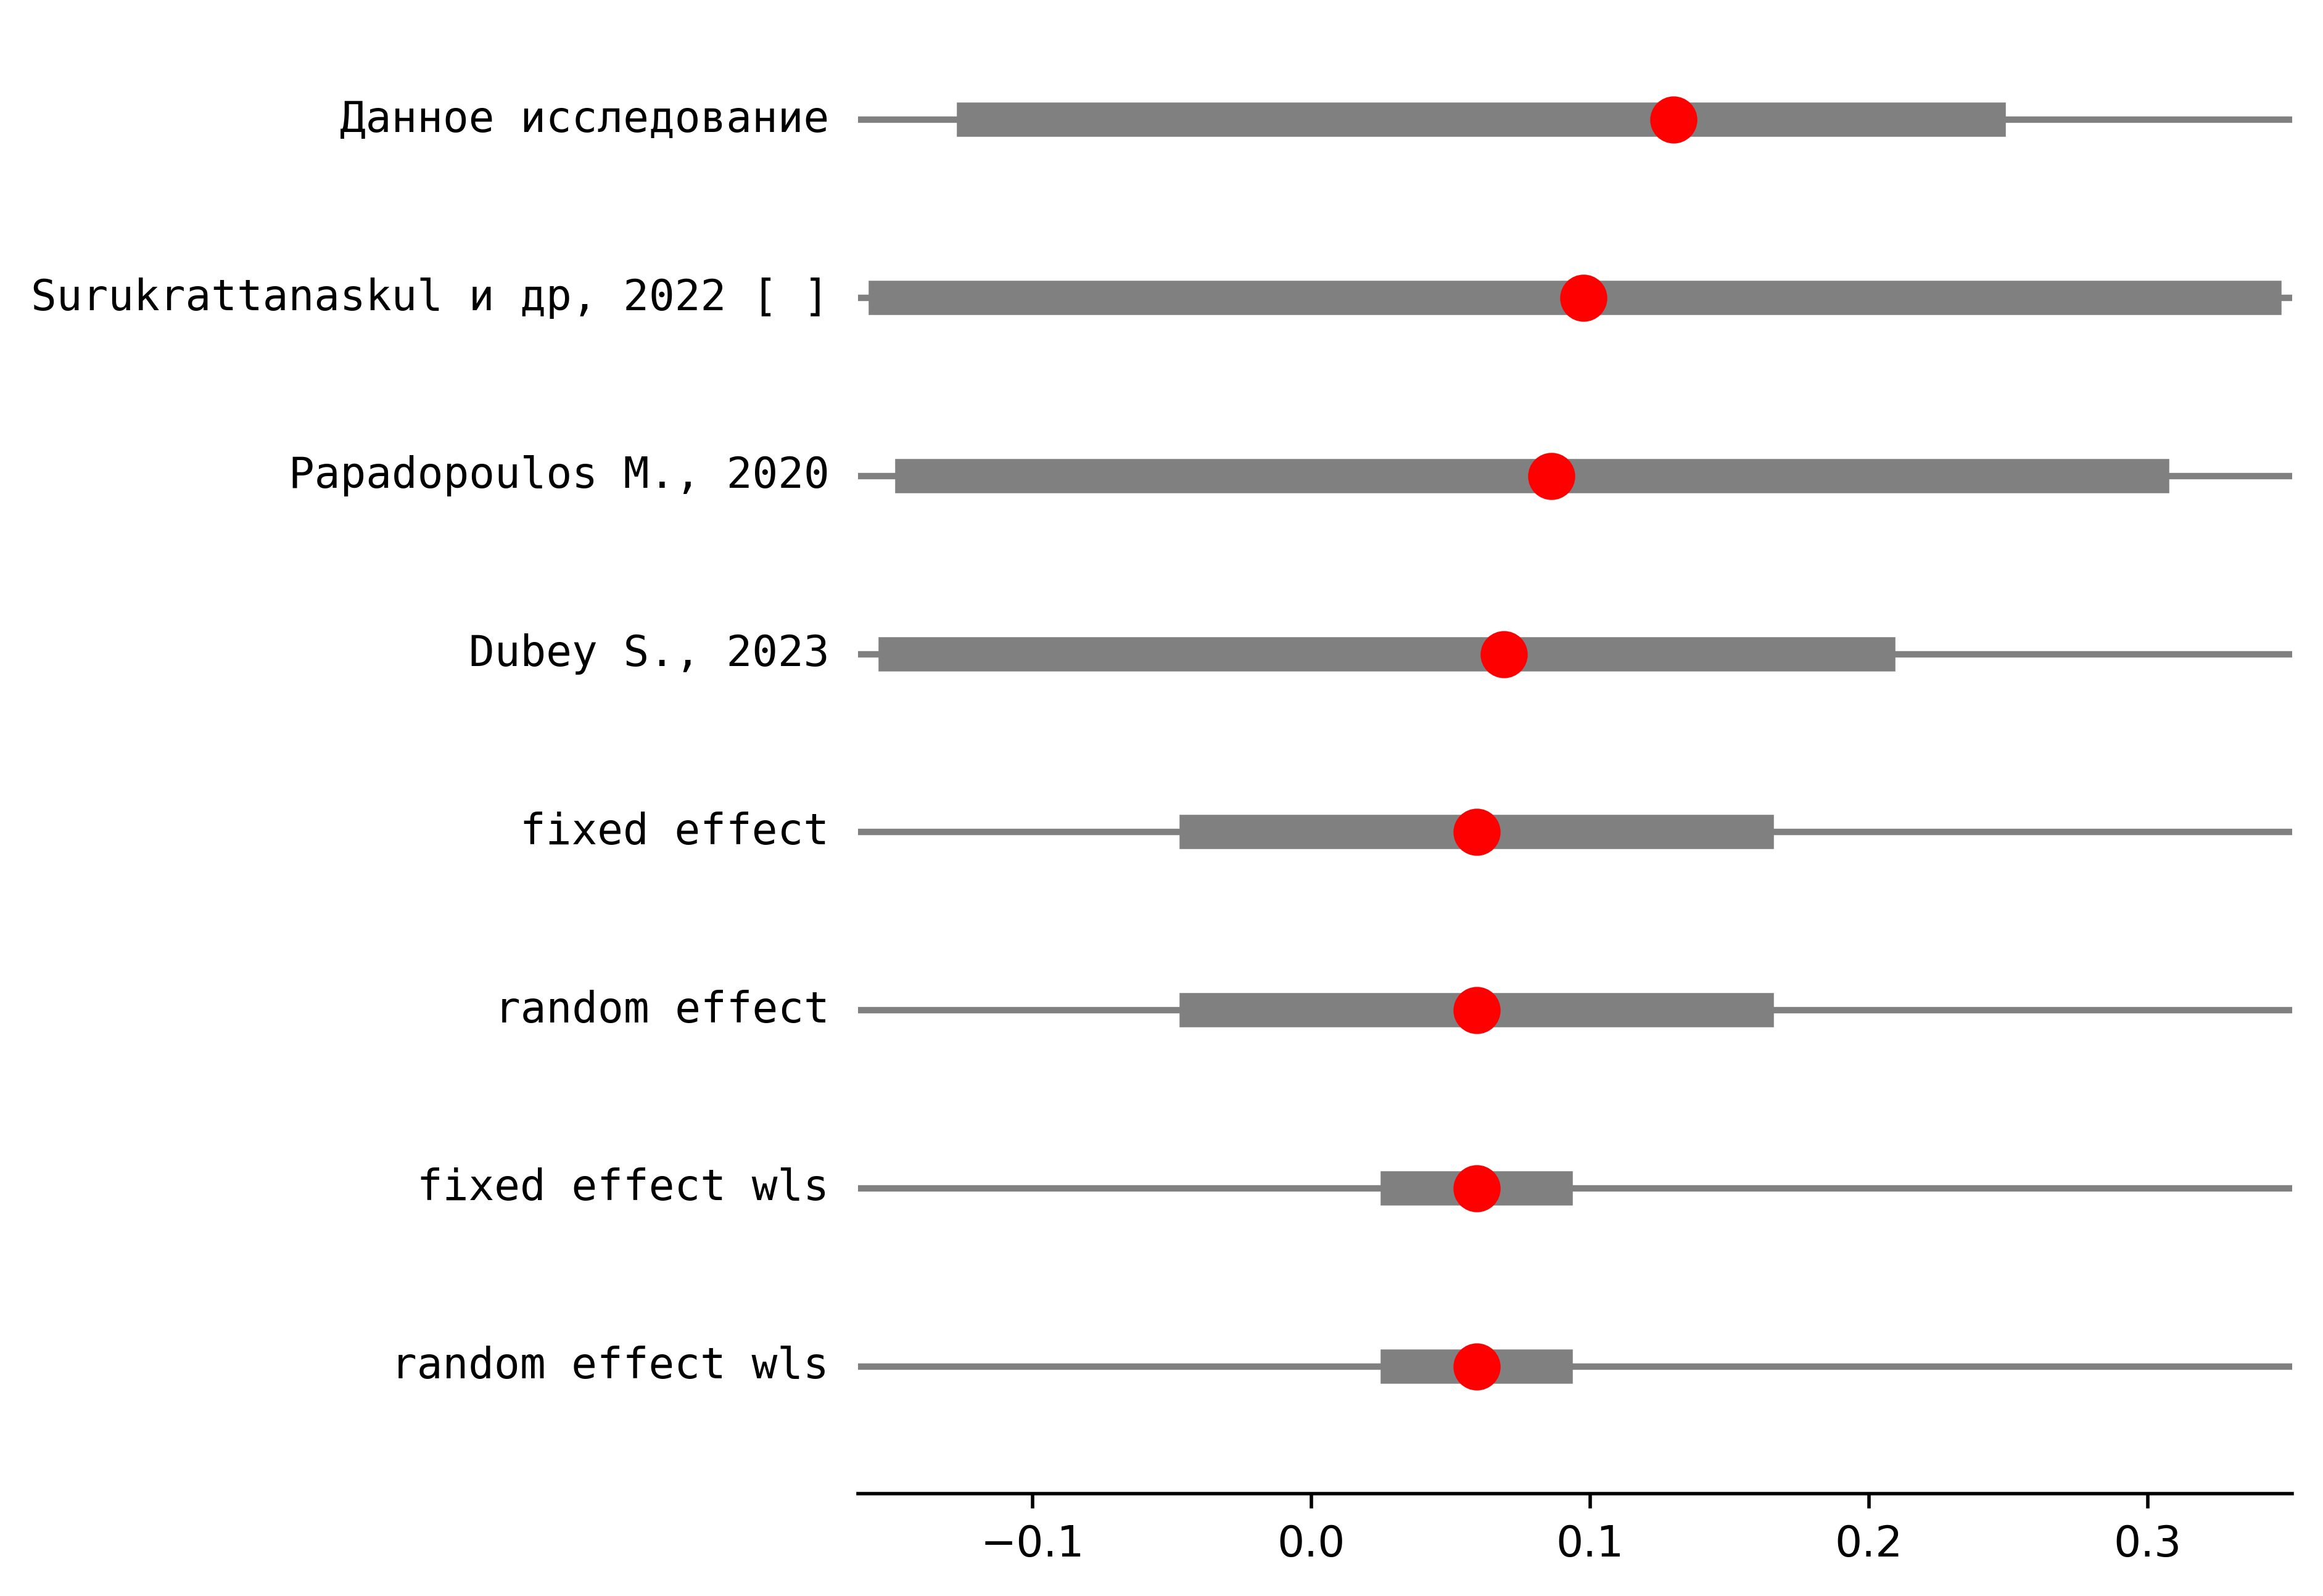 Данное исследование
Surukrattanaskul и др, 2022 [ ]
Papadopoulos M., 2020
Dubey S., 2023
fixed effect
random effect
fixed effect wls
random effect wls
−0.1 0.0 0.1 0.2 0.3